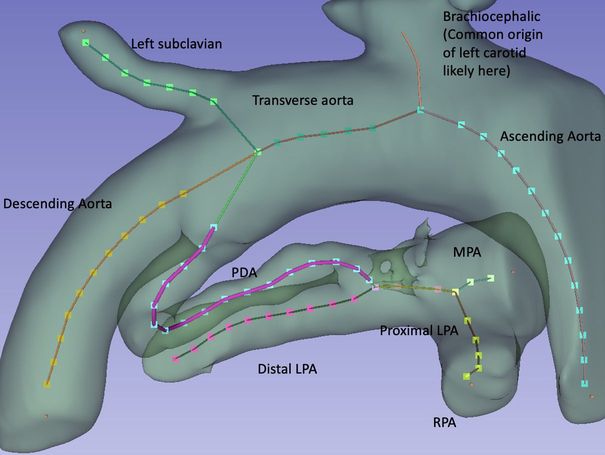 Brachiocephalic
(Common origin
of left carotid
likely here)
Left subclavian
Transverse aorta
Ascending Aorta
Descending Aorta
MPA
PDA
Proximal LPA
Distal LPA
RPA